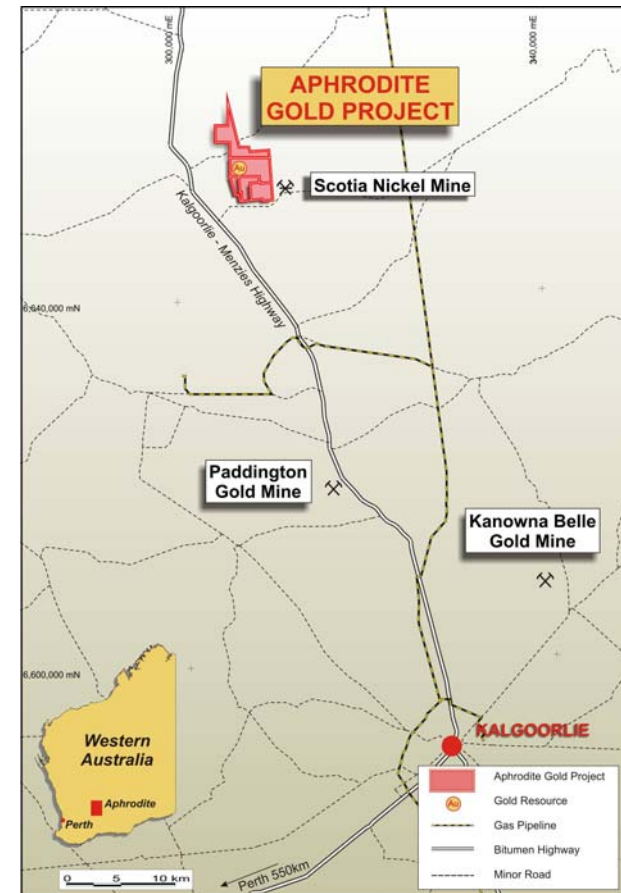 300,000 mE
340,000 mE
APHRODITE
GOLD PROJECT
Au
Scotia Nickel Mine
Kalgoorlie - Menzies Highway
6,640,000 mN
Paddington
Gold Mine
Kanowna Belle
Gold Mine
6,600,000 mN
KALGOORLIE
Western
Australia
Aphrodite
Perth
0 5 10 km
Perth 550km
Aphrodite Gold Project
Au
Gold Resource
Gas Pipeline
Bitumen Highway
Minor Road